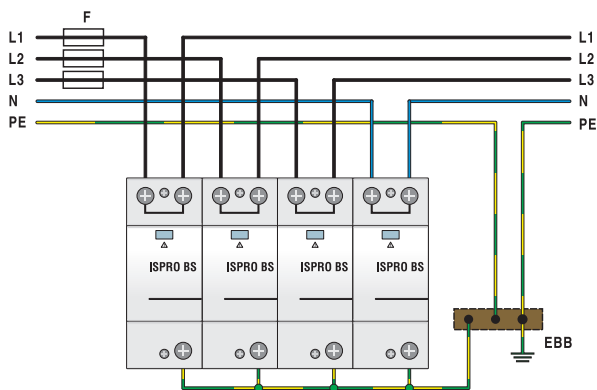 F
L1 L1
L2 L2
L3 L3
N N
PE PE
ISPRO BS ISPRO BS ISPRO BS ISPRO BS
EBB